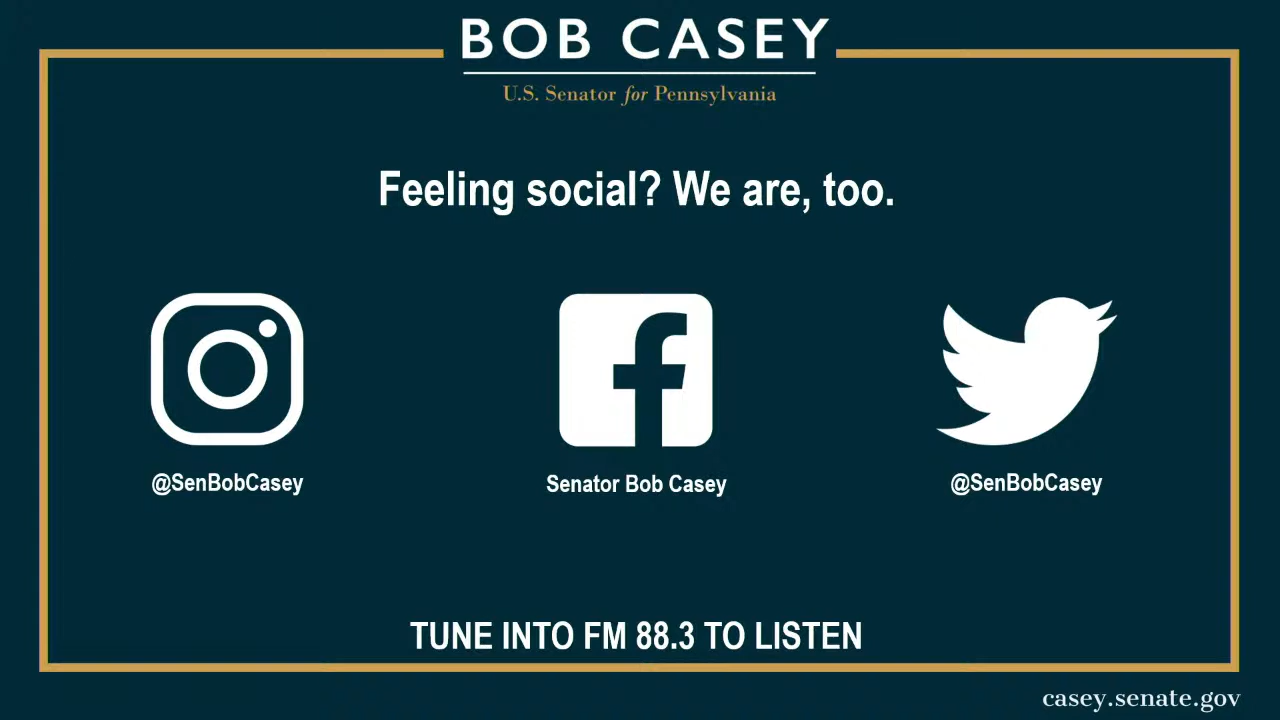 BOB CASEY
U.S. Senator for Pennsylvania
Feeling social? We are, too.
@SenBobCasey
Senator Bob Casey
@SenBobCasey
TUNE INTO FM 88.3 TO LISTEN
casey.senate.gov